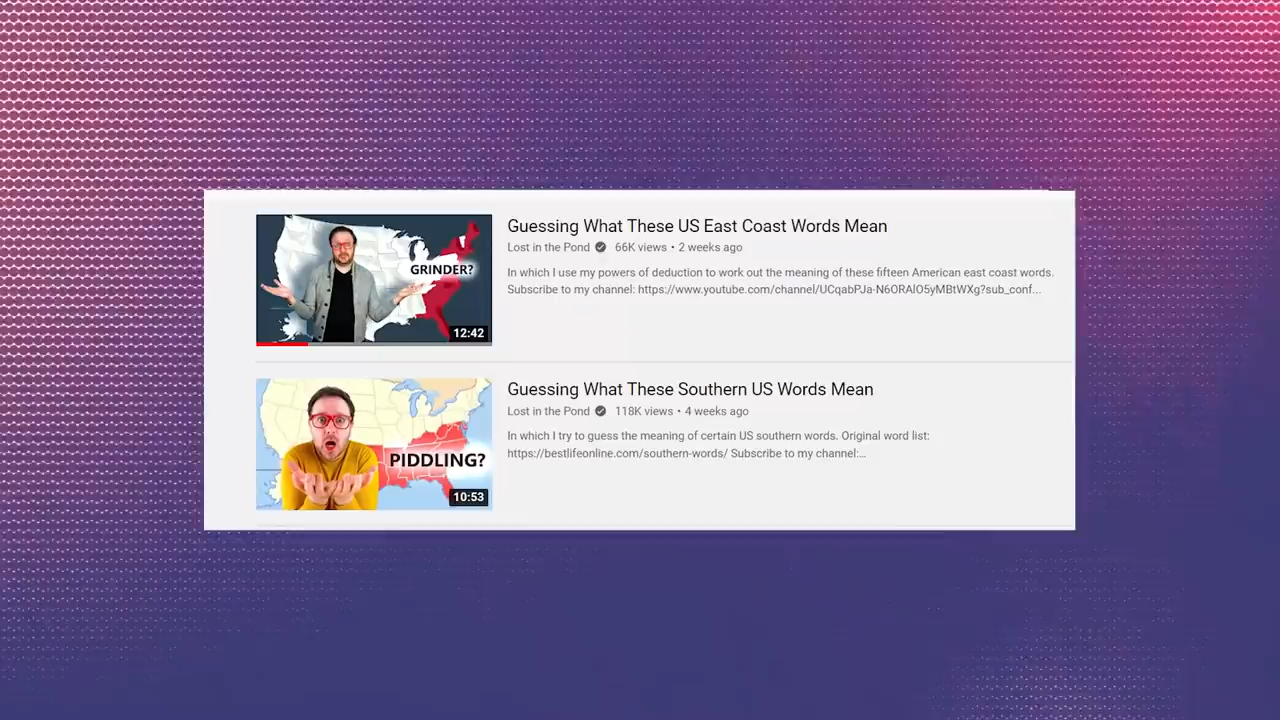 GRINDER?
12:42
Guessing What These US East Coast Words Mean
Lost in the Pond 66K views • 2 weeks ago
In which I use my powers of deduction to work out the meaning of these fifteen American east coast words.
Subscribe to my channel: https://www.youtube.com/channel/UCqabPJa-N6ORAlO5yMBtWXg?sub_conf...
PIDDLING?
10:53
Guessing What These Southern US Words Mean
Lost in the Pond 118K views • 4 weeks ago
In which I try to guess the meaning of certain US southern words. Original word list:
https://bestlifeonline.com/southern-words/ Subscribe to my channel:...